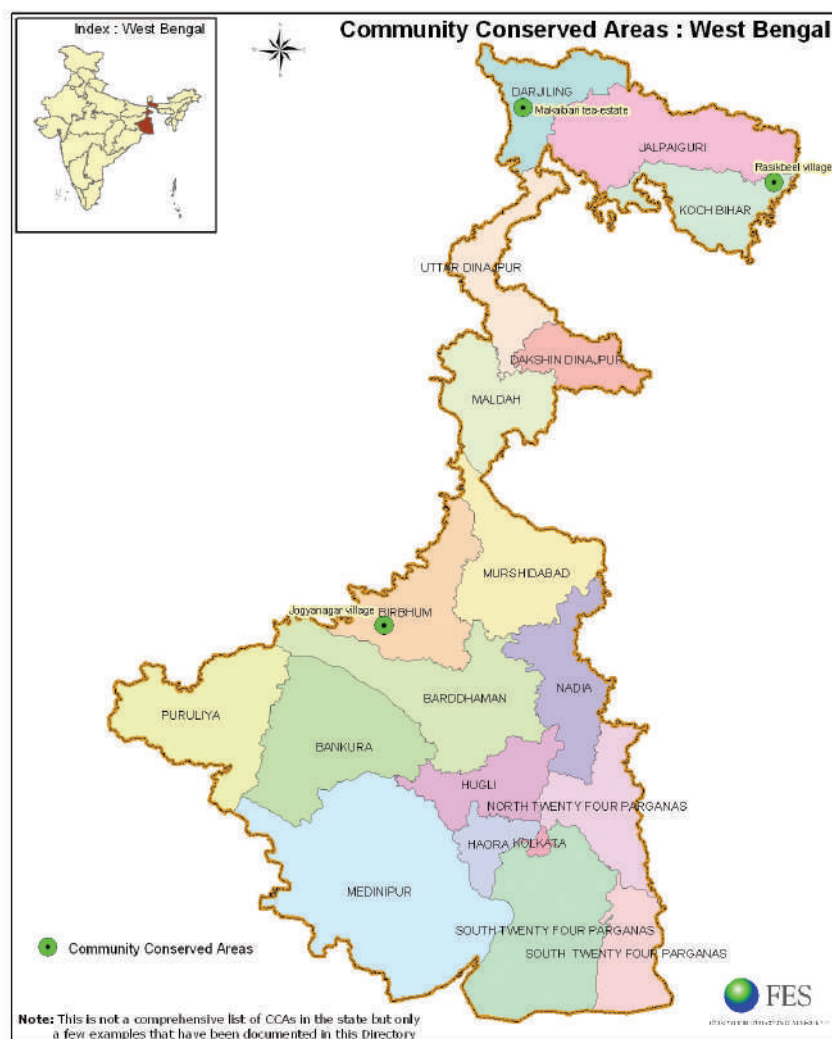 Index : West Bengal
Community Conserved Areas : West Bengal
DARJILING
Makaibari tea-estate
JALPAIGURI
Rasikbeel village
KOCH BIHAR
UTTAR DINAJPUR
DAKSHIN DINAJPUR
MALDAH
MURSHIDABAD
Jogyanagar village
BIRBHUM
NADIA
BARDDHAMAN
PURULIYA
BANKURA
HUGLI
NORTH TWENTY FOUR PARGANAS
HAORA
KOLKATA
MEDINIPUR
SOUTH TWENTY FOUR PARGANAS
SOUTH TWENTY FOUR PARGANAS
Community Conserved Areas
FES
Note: This is not a comprehensive list of CCAs in the state but only
a few examples that have been documented in this Directory